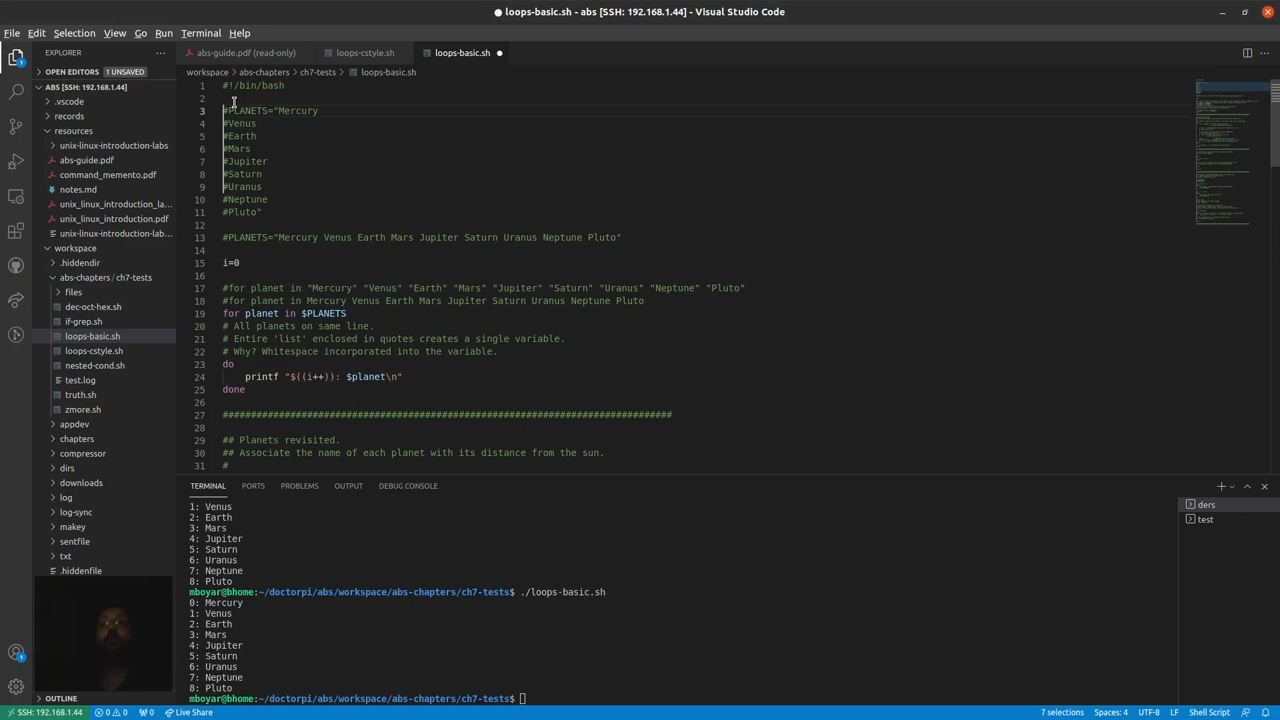 ● loops-basic.sh - abs [SSH: 192.168.1.44] - Visual Studio Code
File Edit Selection View Go Run Terminal Help
EXPLORER
abs-guide.pdf (read-only) loops-cstyle.sh loops-basic.sh ●
OPEN EDITORS 1 UNSAVED
ABS [SSH: 192.168.1.44]
.vscode
records
resources
unix-linux-introduction-labs
abs-guide.pdf
command_memento.pdf
notes.md
unix_linux_introduction_la...
unix_linux_introduction.pdf
unix-linux-introduction-lab...
workspace
.hiddendir
abs-chapters / ch7-tests
files
dec-oct-hex.sh
if-grep.sh
loops-basic.sh
loops-cstyle.sh
nested-cond.sh
test.log
truth.sh
zmore.sh
appdev
chapters
compressor
dirs
downloads
log
log-sync
makey
sentfile
txt
.hiddenfile
OUTLINE
workspace > abs-chapters > ch7-tests > loops-basic.sh
1 #!/bin/bash
2
3 #PLANETS="Mercury
4 #Venus
5 #Earth
6 #Mars
7 #Jupiter
8 #Saturn
9 #Uranus
10 #Neptune
11 #Pluto"
12
13 #PLANETS="Mercury Venus Earth Mars Jupiter Saturn Uranus Neptune Pluto"
14
15 i=0
16
17 #for planet in "Mercury" "Venus" "Earth" "Mars" "Jupiter" "Saturn" "Uranus" "Neptune" "Pluto"
18 #for planet in Mercury Venus Earth Mars Jupiter Saturn Uranus Neptune Pluto
19 for planet in $PLANETS
20 # All planets on same line.
21 # Entire 'list' enclosed in quotes creates a single variable.
22 # Why? Whitespace incorporated into the variable.
23 do
24 printf "$((i++)): $planet\n"
25 done
26
27 ################################################################################
28
29 ## Planets revisited.
30 ## Associate the name of each planet with its distance from the sun.
31 #
TERMINAL PORTS PROBLEMS OUTPUT DEBUG CONSOLE
1: Venus
2: Earth
3: Mars
4: Jupiter
5: Saturn
6: Uranus
7: Neptune
8: Pluto
mboyar@bhome:~/doctorpi/abs/workspace/abs-chapters/ch7-tests$ ./loops-basic.sh
0: Mercury
1: Venus
2: Earth
3: Mars
4: Jupiter
5: Saturn
6: Uranus
7: Neptune
8: Pluto
mboyar@bhome:~/doctorpi/abs/workspace/abs-chapters/ch7-tests$
ders
test
SSH: 192.168.1.44 0 0 0 Live Share 7 selections Spaces: 4 UTF-8 LF Shell Script